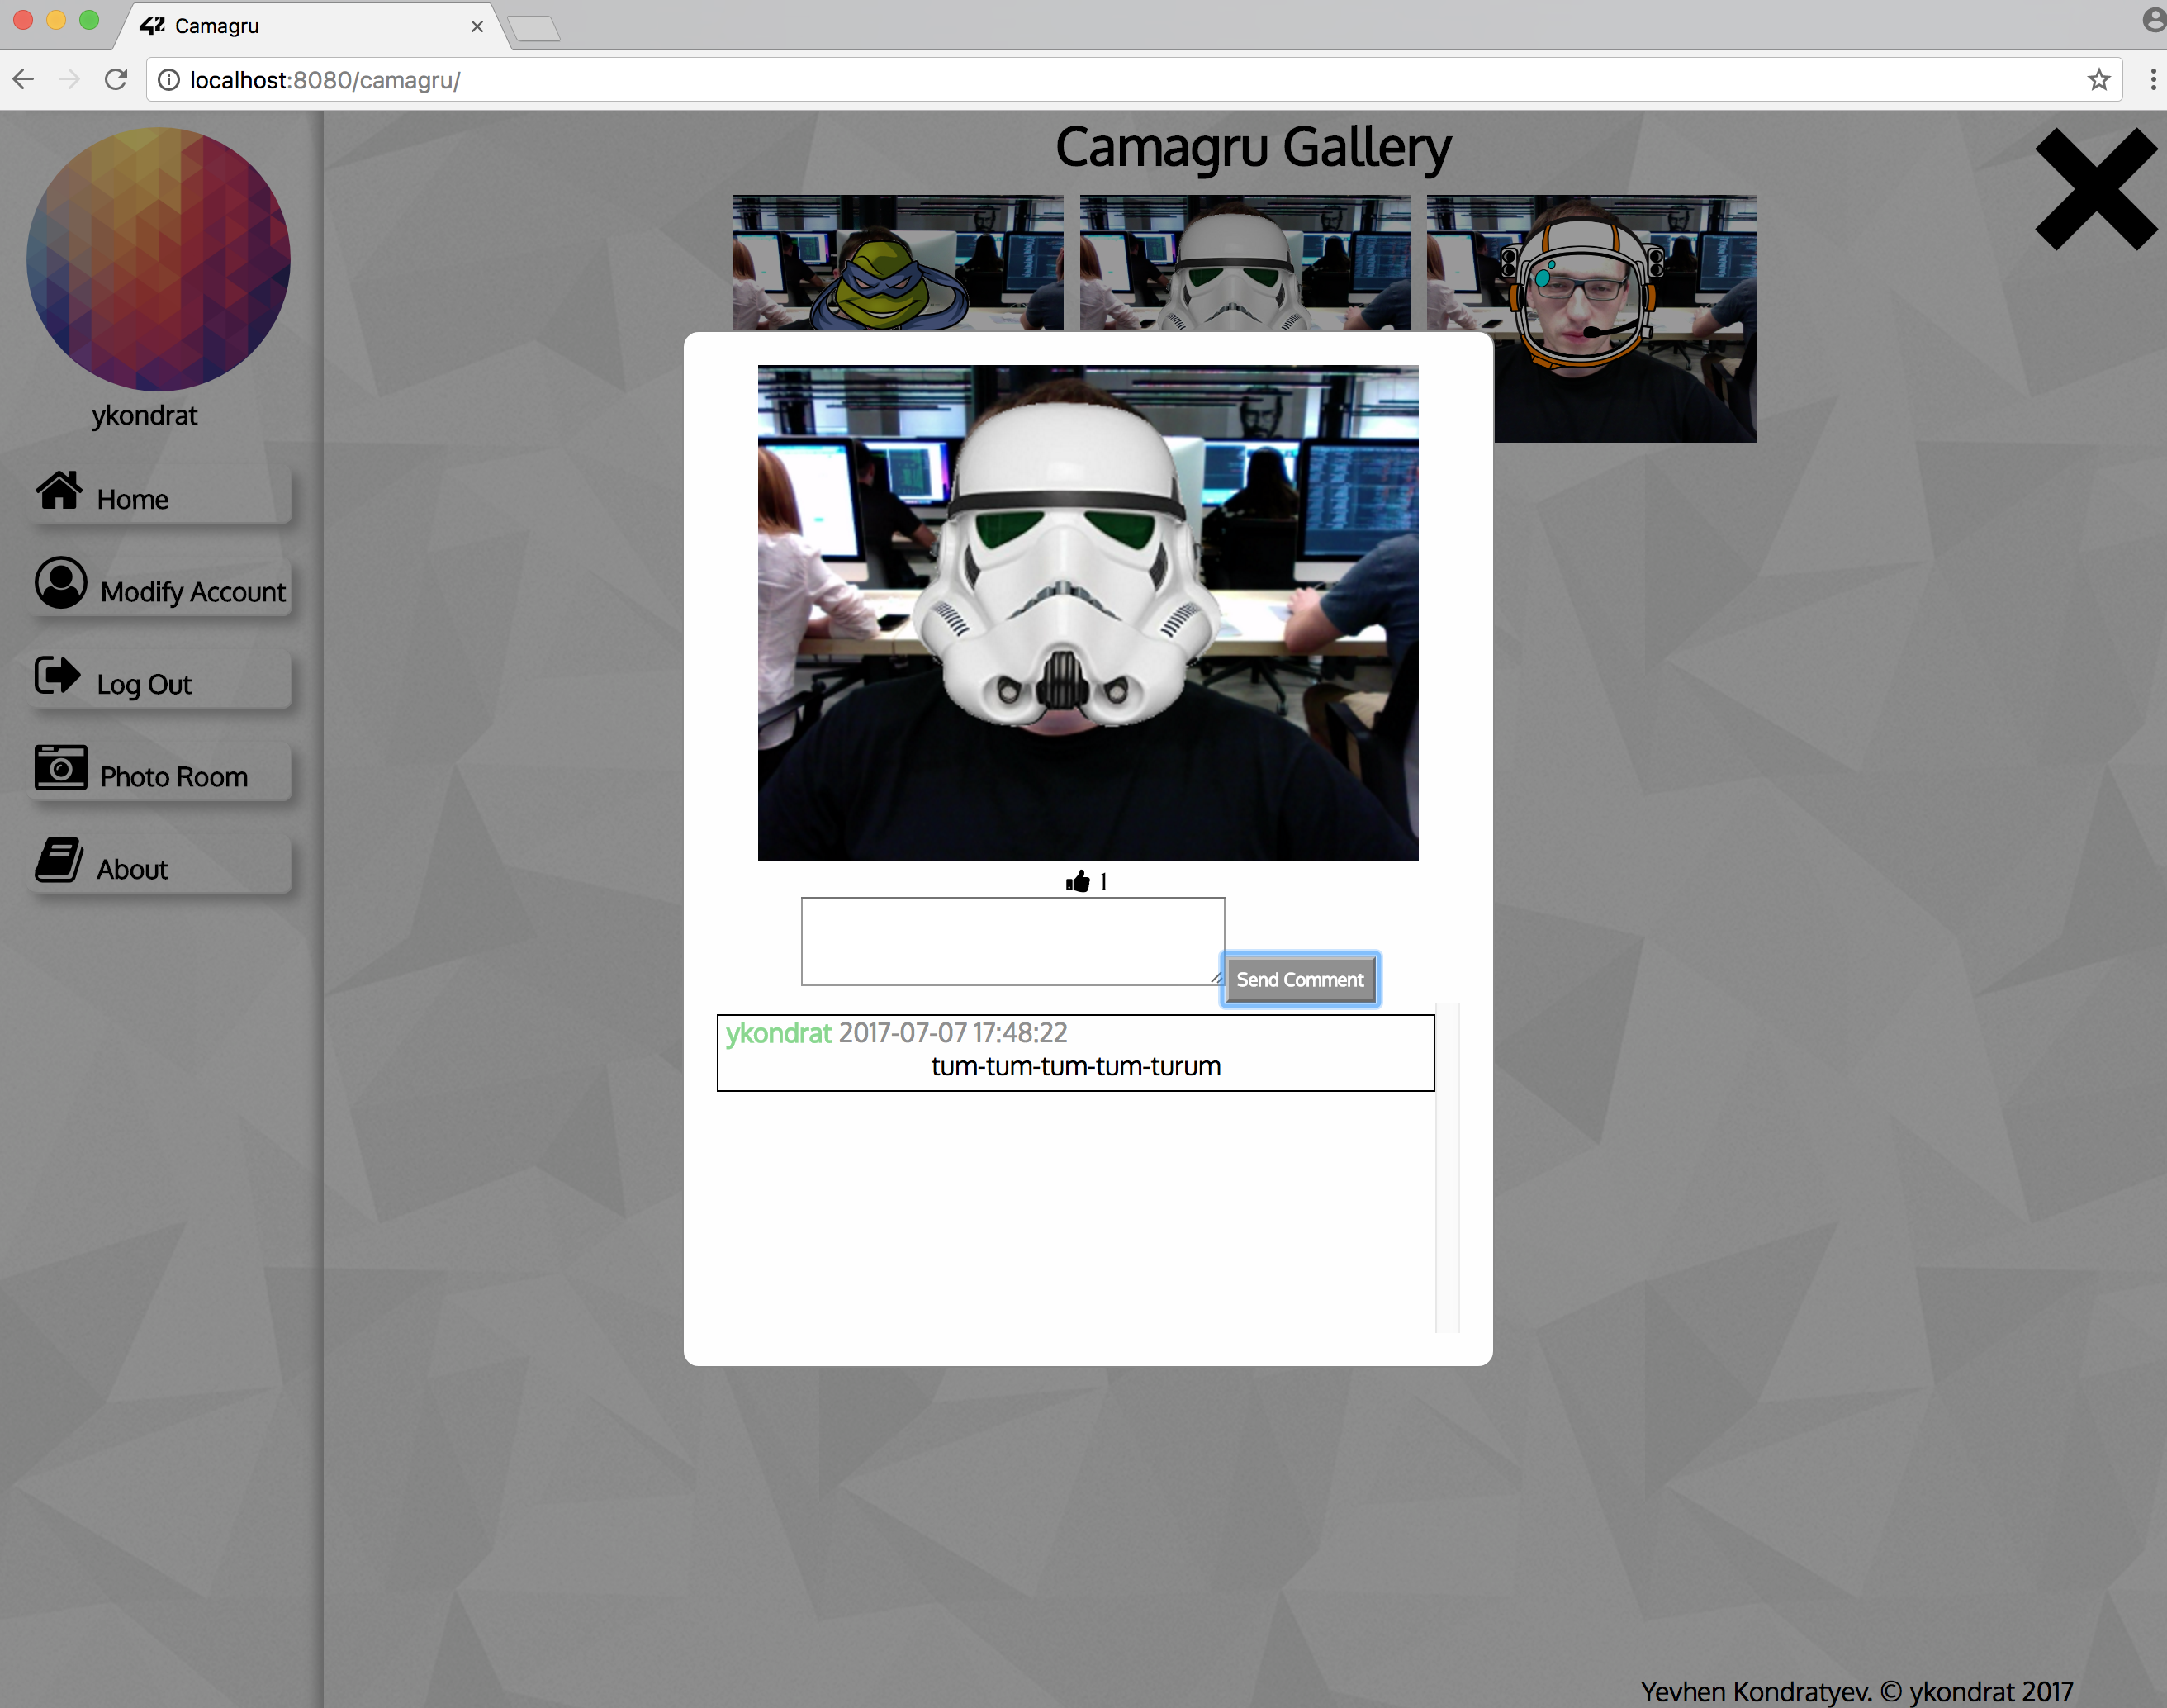 42 Camagru
localhost:8080/camagru/
Camagru Gallery
ykondrat
Home
Modify Account
Log Out
Photo Room
About
1
Send Comment
ykondrat 2017-07-07 17:48:22
tum-tum-tum-tum-turum
Yevhen Kondratyev. © ykondrat 2017